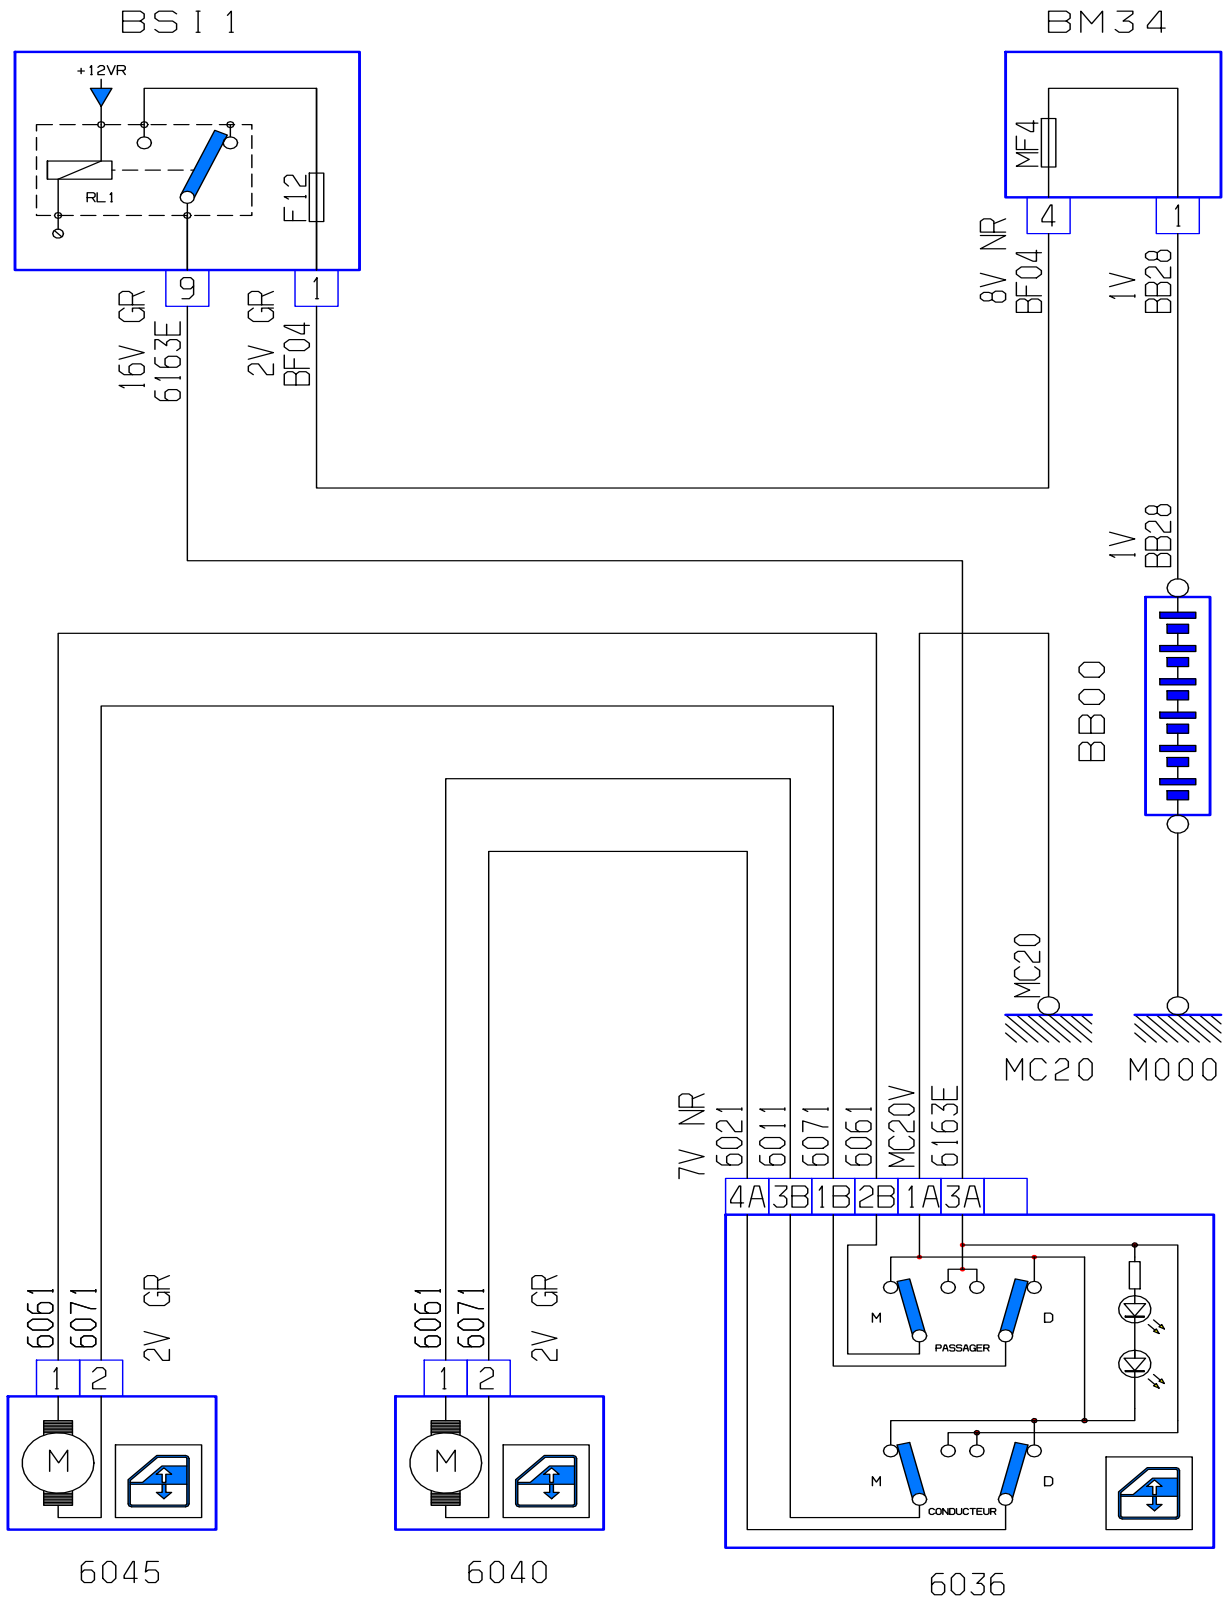 BSI 1
BM34
+12VR
RL1
F12
MF4
9
1
4
1
16V GR
6163E
2V GR
BF04
8V NR
BF04
1V
BB28
1V
BB28
BB00
MC20
MC20
M000
7V NR
6021
6011
6071
6061
MC20V
6163E
4A
3B
1B
2B
1A
3A
6061
6071
2V GR
6061
6071
2V GR
1
2
1
2
M
M
M
D
PASSAGER
M
D
CONDUCTEUR
6045
6040
6036